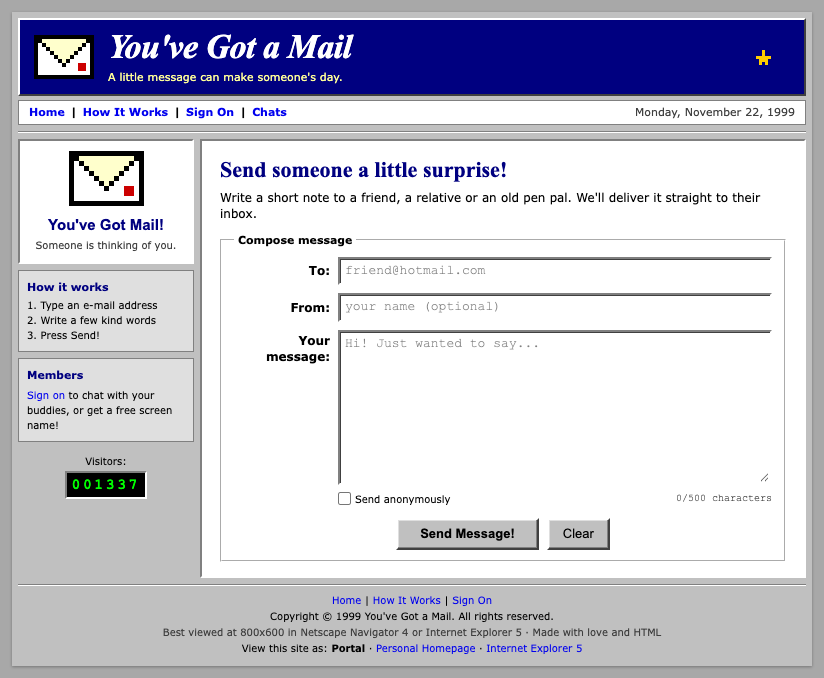 You've Got a Mail
A little message can make someone's day.
Home | How It Works | Sign On | Chats
Monday, November 22, 1999
You've Got Mail!
Someone is thinking of you.
How it works
1. Type an e-mail address
2. Write a few kind words
3. Press Send!
Members
Sign on to chat with your
buddies, or get a free screen
name!
Visitors:
001337
Send someone a little surprise!
Write a short note to a friend, a relative or an old pen pal. We'll deliver it straight to their
inbox.
Compose message
To: friend@hotmail.com
From: your name (optional)
Your
message:
Hi! Just wanted to say...
Send anonymously
0/500 characters
Send Message! Clear
Home | How It Works | Sign On
Copyright © 1999 You've Got a Mail. All rights reserved.
Best viewed at 800x600 in Netscape Navigator 4 or Internet Explorer 5 · Made with love and HTML
View this site as: Portal · Personal Homepage · Internet Explorer 5